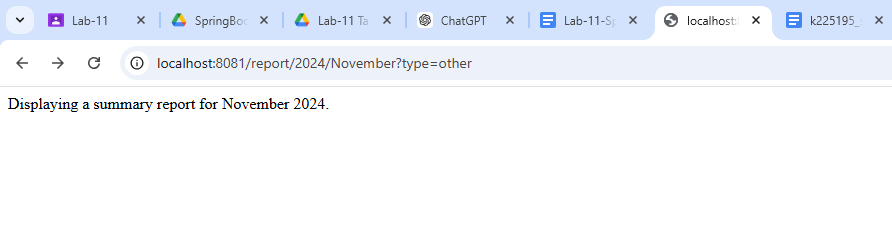 Lab-11
SpringBoo
Lab-11 Ta
ChatGPT
Lab-11-Sp
localhost:
k225195_
localhost:8081/report/2024/November?type=other
Displaying a summary report for November 2024.